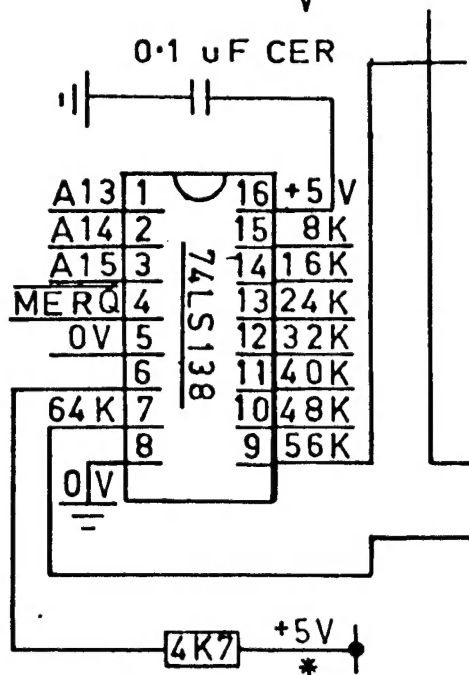 0·1 uF CER
A13 1 16 +5 V
A14 2 15 8K
A15 3 14 16K
MERQ 4 13 24K
0V 5 12 32K
6 11 40K
64K 7 10 48K
8 9 56K
74LS138
0 V
4K7 +5V
*